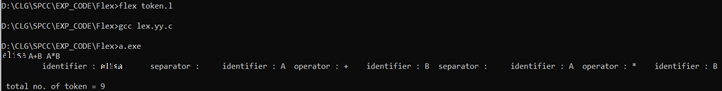 D:\CLG\SPCC\EXP_CODE\Flex>flex token.l
D:\CLG\SPCC\EXP_CODE\Flex>gcc lex.yy.c
D:\CLG\SPCC\EXP_CODE\Flex>a.exe
A+B A*B
identifier : separator : identifier : A operator : + identifier : B separator : identifier : A operator : * identifier : B
total no. of token = 9